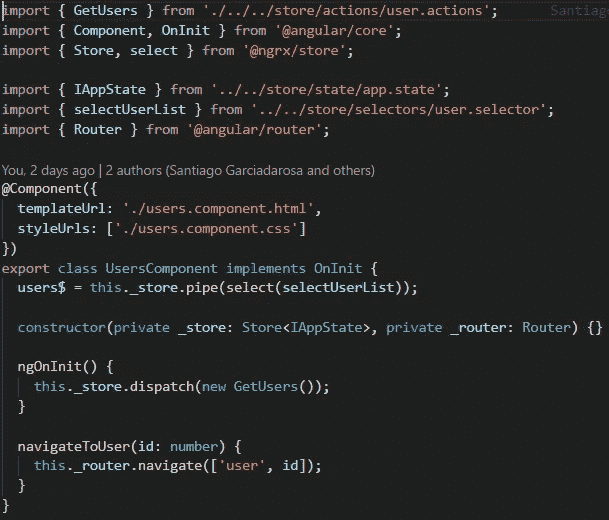 import { GetUsers } from './../../store/actions/user.actions'; Santiago
import { Component, OnInit } from '@angular/core';
import { Store, select } from '@ngrx/store';
import { IAppState } from '../../store/state/app.state';
import { selectUserList } from '../../store/selectors/user.selector';
import { Router } from '@angular/router';
You, 2 days ago | 2 authors (Santiago Garciadarosa and others)
@Component({
  templateUrl: './users.component.html',
  styleUrls: ['./users.component.css']
})
export class UsersComponent implements OnInit {
  users$ = this._store.pipe(select(selectUserList));
  constructor(private _store: Store<IAppState>, private _router: Router) {}
  ngOnInit() {
    this._store.dispatch(new GetUsers());
  }
  navigateToUser(id: number) {
    this._router.navigate(['user', id]);
  }
}